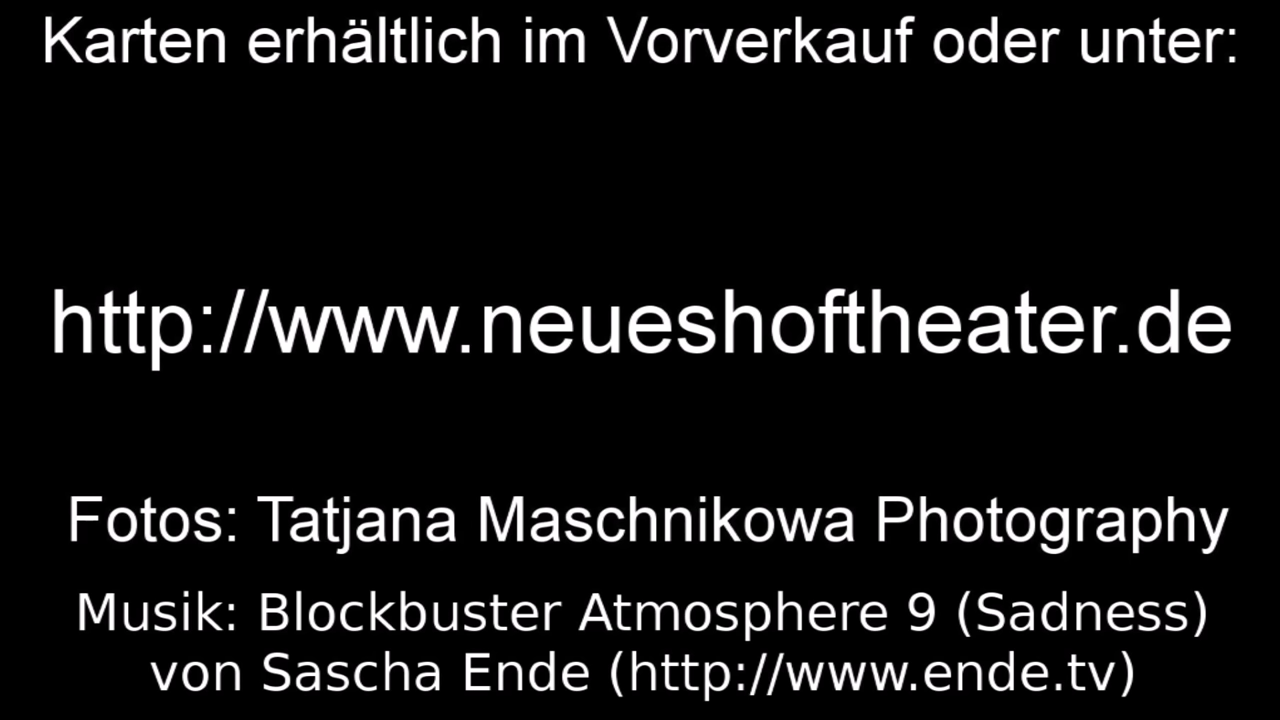 Karten erhältlich im Vorverkauf oder unter:
http://www.neueshoftheater.de
Fotos: Tatjana Maschnikowa Photography
Musik: Blockbuster Atmosphere 9 (Sadness)
von Sascha Ende (http://www.ende.tv)